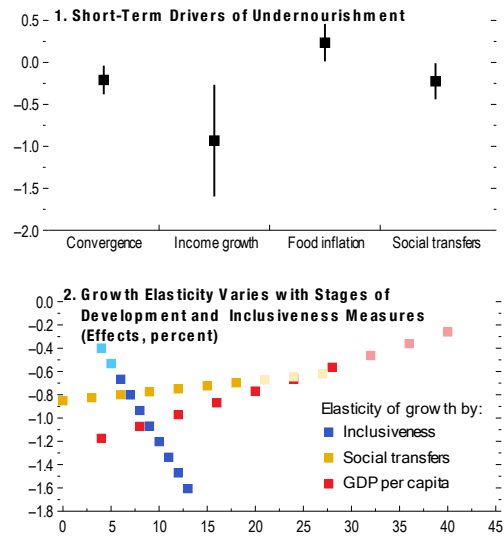 1. Short-Term Drivers of Undernourishment
0.5
0.0
–0.5
–1.0
–1.5
–2.0
Convergence Income growth Food inflation Social transfers
2. Growth Elasticity Varies with Stages of
Development and Inclusiveness Measures
(Effects, percent)
0.0
–0.2
–0.4
–0.6
–0.8
–1.0
–1.2
–1.4
–1.6
–1.8
Elasticity of growth by:
Inclusiveness
Social transfers
GDP per capita
0 5 10 15 20 25 30 35 40 45